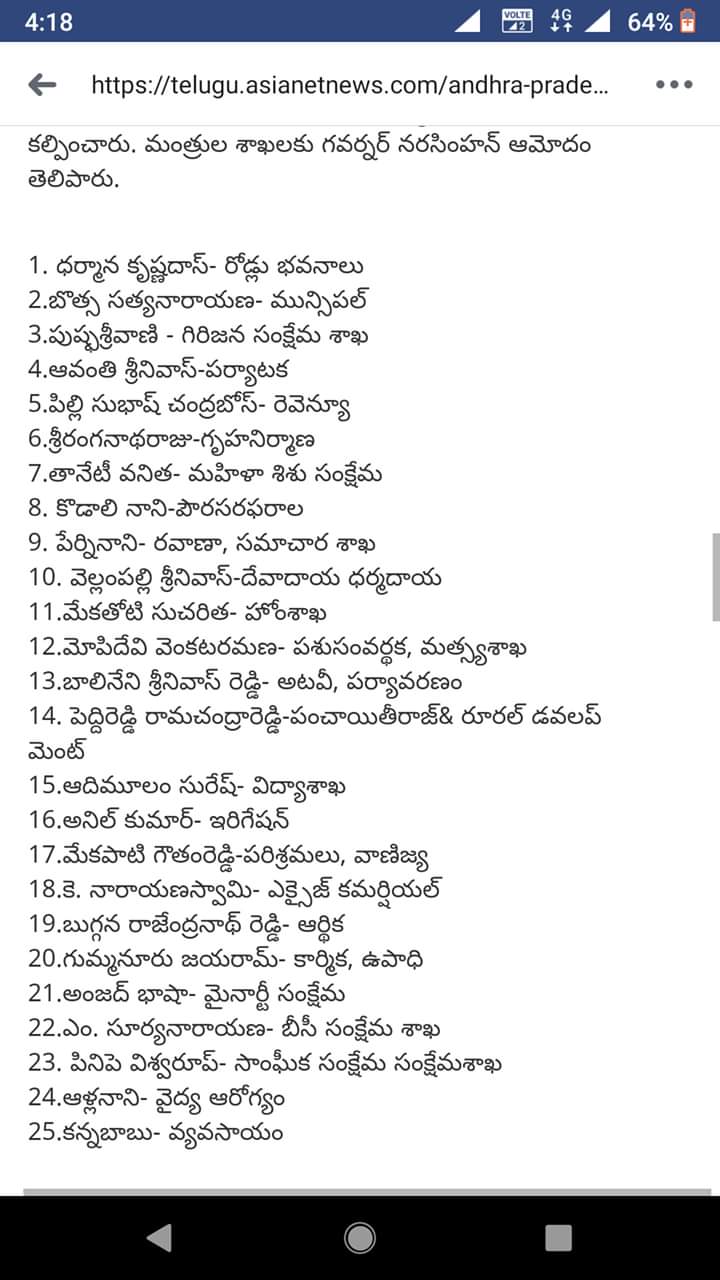 4:18
VOLTE 2 4G 64%
https://telugu.asianetnews.com/andhra-prade...
కల్పించారు. మంత్రుల శాఖలకు గవర్నర్ నరసింహన్ ఆమోదం
తెలిపారు.
1. ధర్మాన కృష్ణదాస్- రోడ్లు భవనాలు
2.బొత్స సత్యనారాయణ- మున్సిపల్
3.పుష్పశ్రీవాణి - గిరిజన సంక్షేమ శాఖ
4.ఆవంతి శ్రీనివాస్-పర్యాటక
5.పిల్లి సుభాష్ చంద్రబోస్- రెవెన్యూ
6.శ్రీరంగనాథరాజు-గృహనిర్మాణ
7.తానేటీ వనిత- మహిళా శిశు సంక్షేమ
8. కొడాలి నాని-పౌరసరఫరాల
9. పేర్నినాని- రవాణా, సమాచార శాఖ
10. వెల్లంపల్లి శ్రీనివాస్-దేవాదాయ ధర్మదాయ
11.మేకతోటి సుచరిత- హోంశాఖ
12.మోపిదేవి వెంకటరమణ- పశుసంవర్థక, మత్స్యశాఖ
13.బాలినేని శ్రీనివాస్ రెడ్డి- అటవీ, పర్యావరణం
14. పెద్దిరెడ్డి రామచంద్రారెడ్డి-పంచాయితీరాజ్& రూరల్ డవలప్
మెంట్
15.ఆదిమూలం సురేష్- విద్యాశాఖ
16.అనిల్ కుమార్- ఇరిగేషన్
17.మేకపాటి గౌతంరెడ్డి-పరిశ్రమలు, వాణిజ్య
18.కె. నారాయణస్వామి- ఎక్సైజ్ కమర్షియల్
19.బుగ్గన రాజేంద్రనాథ్ రెడ్డి- ఆర్థిక
20.గుమ్మనూరు జయరామ్- కార్మిక, ఉపాధి
21.అంజద్ భాషా- మైనార్టీ సంక్షేమ
22.ఎం. సూర్యనారాయణ- బీసీ సంక్షేమ శాఖ
23. పినిపె విశ్వరూప్- సాంఘీక సంక్షేమ సంక్షేమశాఖ
24.ఆళ్లనాని- వైద్య ఆరోగ్యం
25.కన్నబాబు- వ్యవసాయం